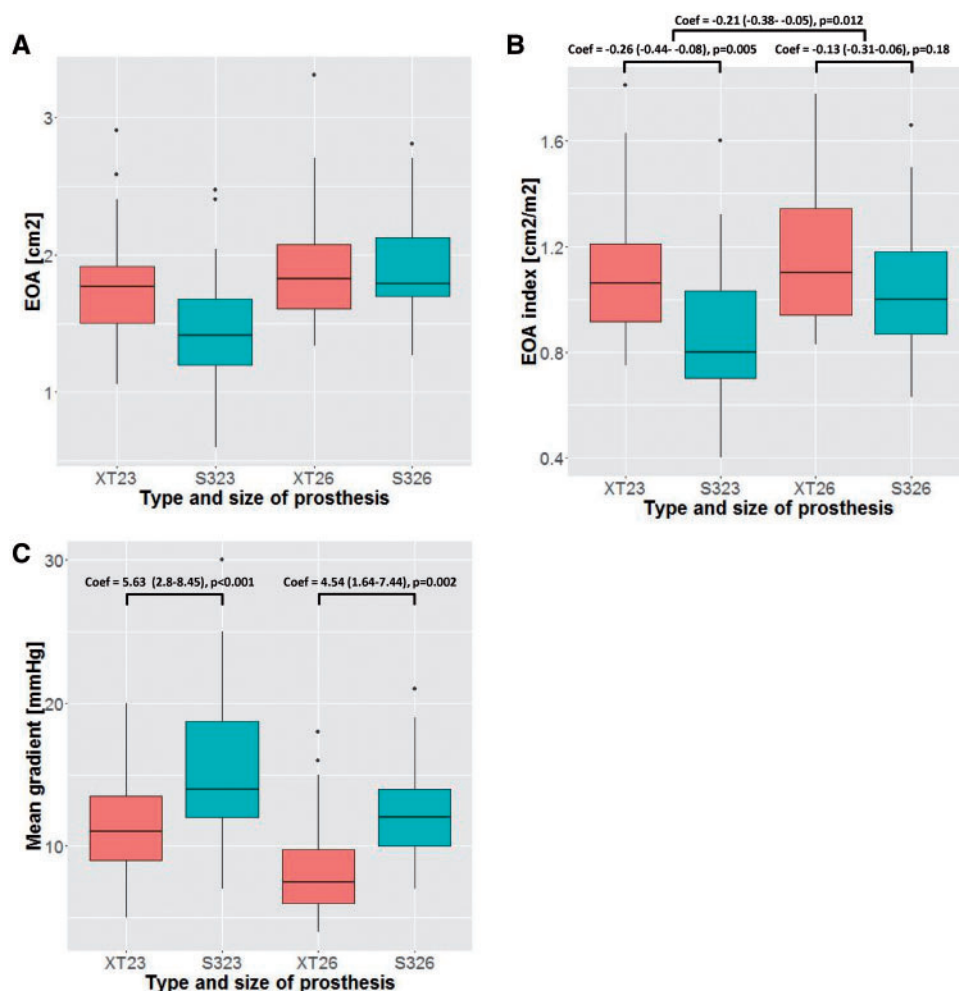 A
EOA [cm2]
3
2
1
XT23 S323 XT26 S326
Type and size of prosthesis
B
Coef = -0.21 (-0.38- -0.05), p=0.012
Coef = -0.26 (-0.44- -0.08), p=0.005 Coef = -0.13 (-0.31-0.06), p=0.18
EOA index [cm2/m2]
1.6
1.2
0.8
0.4
XT23 S323 XT26 S326
Type and size of prosthesis
C
Mean gradient [mmHg]
30
Coef = 5.63 (2.8-8.45), p<0.001 Coef = 4.54 (1.64-7.44), p=0.002
20
10
XT23 S323 XT26 S326
Type and size of prosthesis